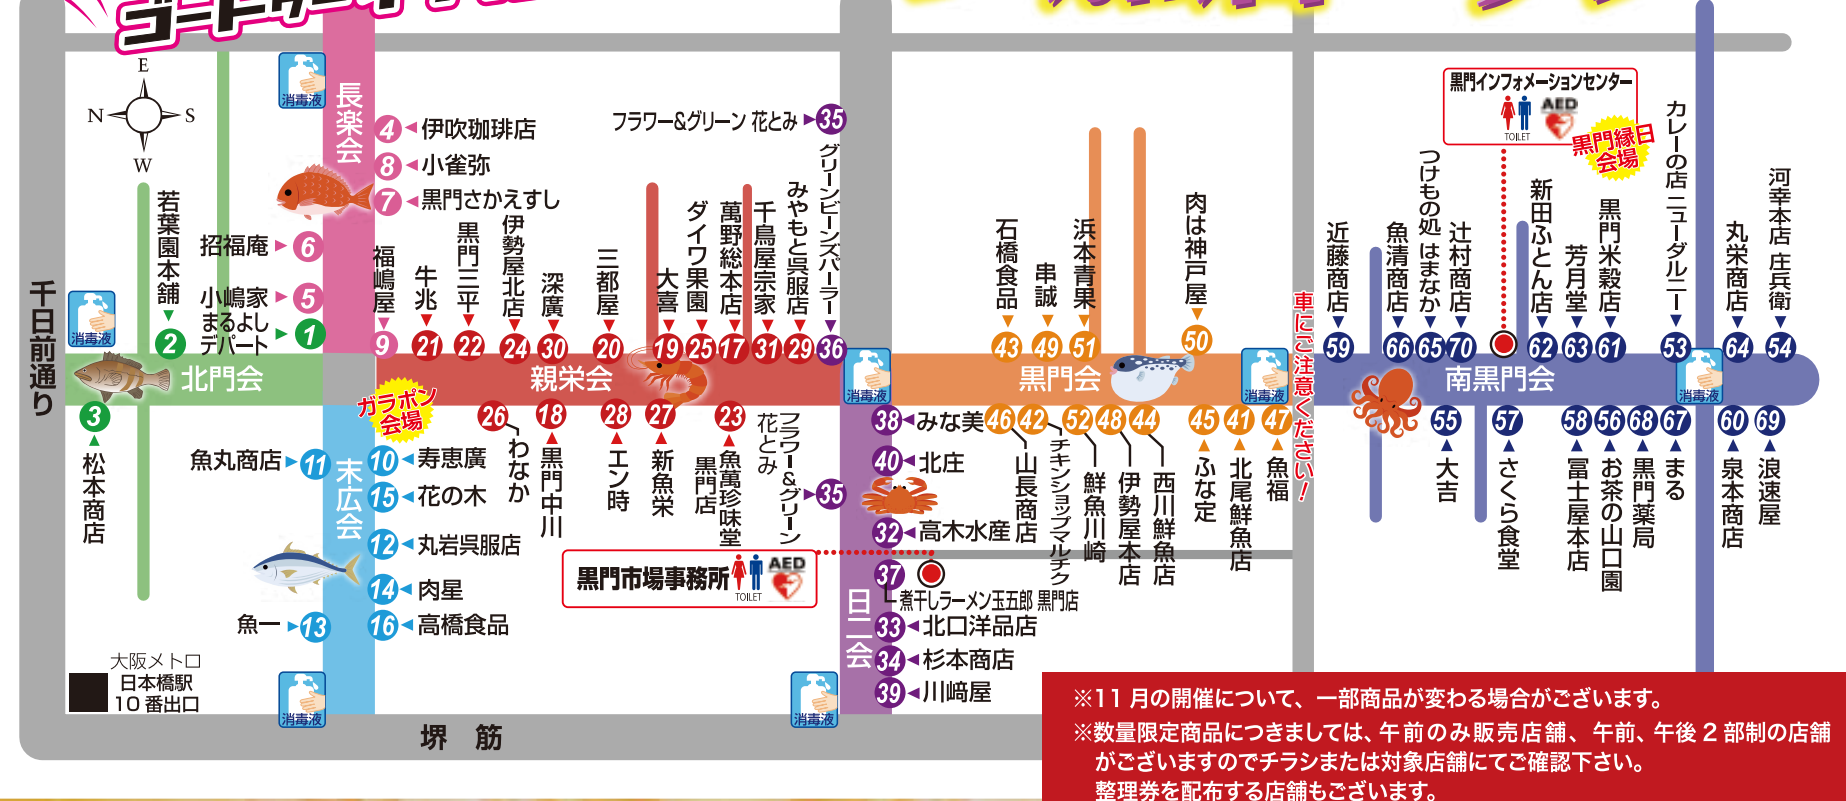 E
N
S
W
消毒液
長楽会
4 伊吹珈琲店
8 小雀弥
7 黒門さかえすし
招福庵 6
小嶋家 5
まるよし
デパート 1
若葉園本舗
2
千日前通り
消毒液
北門会
3
松本商店
福嶋屋
9
牛兆
21
黒門三平
22
伊勢屋北店
24
深廣
30
三都屋
20
大喜
19
ダイワ果園
25
萬野総本店
17
千鳥屋宗家
31
みやもと呉服店
29
グリーンビーンズパーラー
36
フラワー&グリーン 花とみ 35
親栄会
ガラポン
会場
26
わなか
18
黒門中川
28
エン時
27
新魚栄
23
魚萬珍味堂
黒門店
フラワー&グリーン
花とみ
35
魚丸商店 11
末広会
10 寿恵廣
15 花の木
12 丸岩呉服店
14 肉星
魚一 13
16 高橋食品
大阪メトロ
日本橋駅
10番出口
消毒液
堺筋
黒門市場事務所
TOILET
AED
消毒液
消毒液
38 みな美
40 北庄
32 高木水産
37
煮干しラーメン玉五郎 黒門店
日二会
33 北口洋品店
34 杉本商店
39 川﨑屋
石橋食品
43
串誠
49
浜本青果
51
肉は神戸屋
50
黒門会
消毒液
46
山長商店
42
チキンショップマルチク
52
鮮魚川崎
48
伊勢屋本店
44
西川鮮魚店
45
ふな定
41
北尾鮮魚店
47
魚福
車にご注意ください!
黒門インフォメーションセンター
TOILET
AED
黒門縁日
会場
近藤商店
59
魚清商店
66
つけもの処 はまなか
65
辻村商店
70
新田ふとん店
62
芳月堂
63
黒門米穀店
61
カレーの店 ニューダルニー
53
丸栄商店
64
河幸本店 庄兵衛
54
南黒門会
消毒液
55
大吉
57
さくら食堂
58
冨士屋本店
56
お茶の山口園
68
黒門薬局
67
まる
60
泉本商店
69
浪速屋
※11月の開催について、一部商品が変わる場合がございます。
※数量限定商品につきましては、午前のみ販売店舗、午前、午後2部制の店舗
がございますのでチラシまたは対象店舗にてご確認下さい。
整理券を配布する店舗もございます。